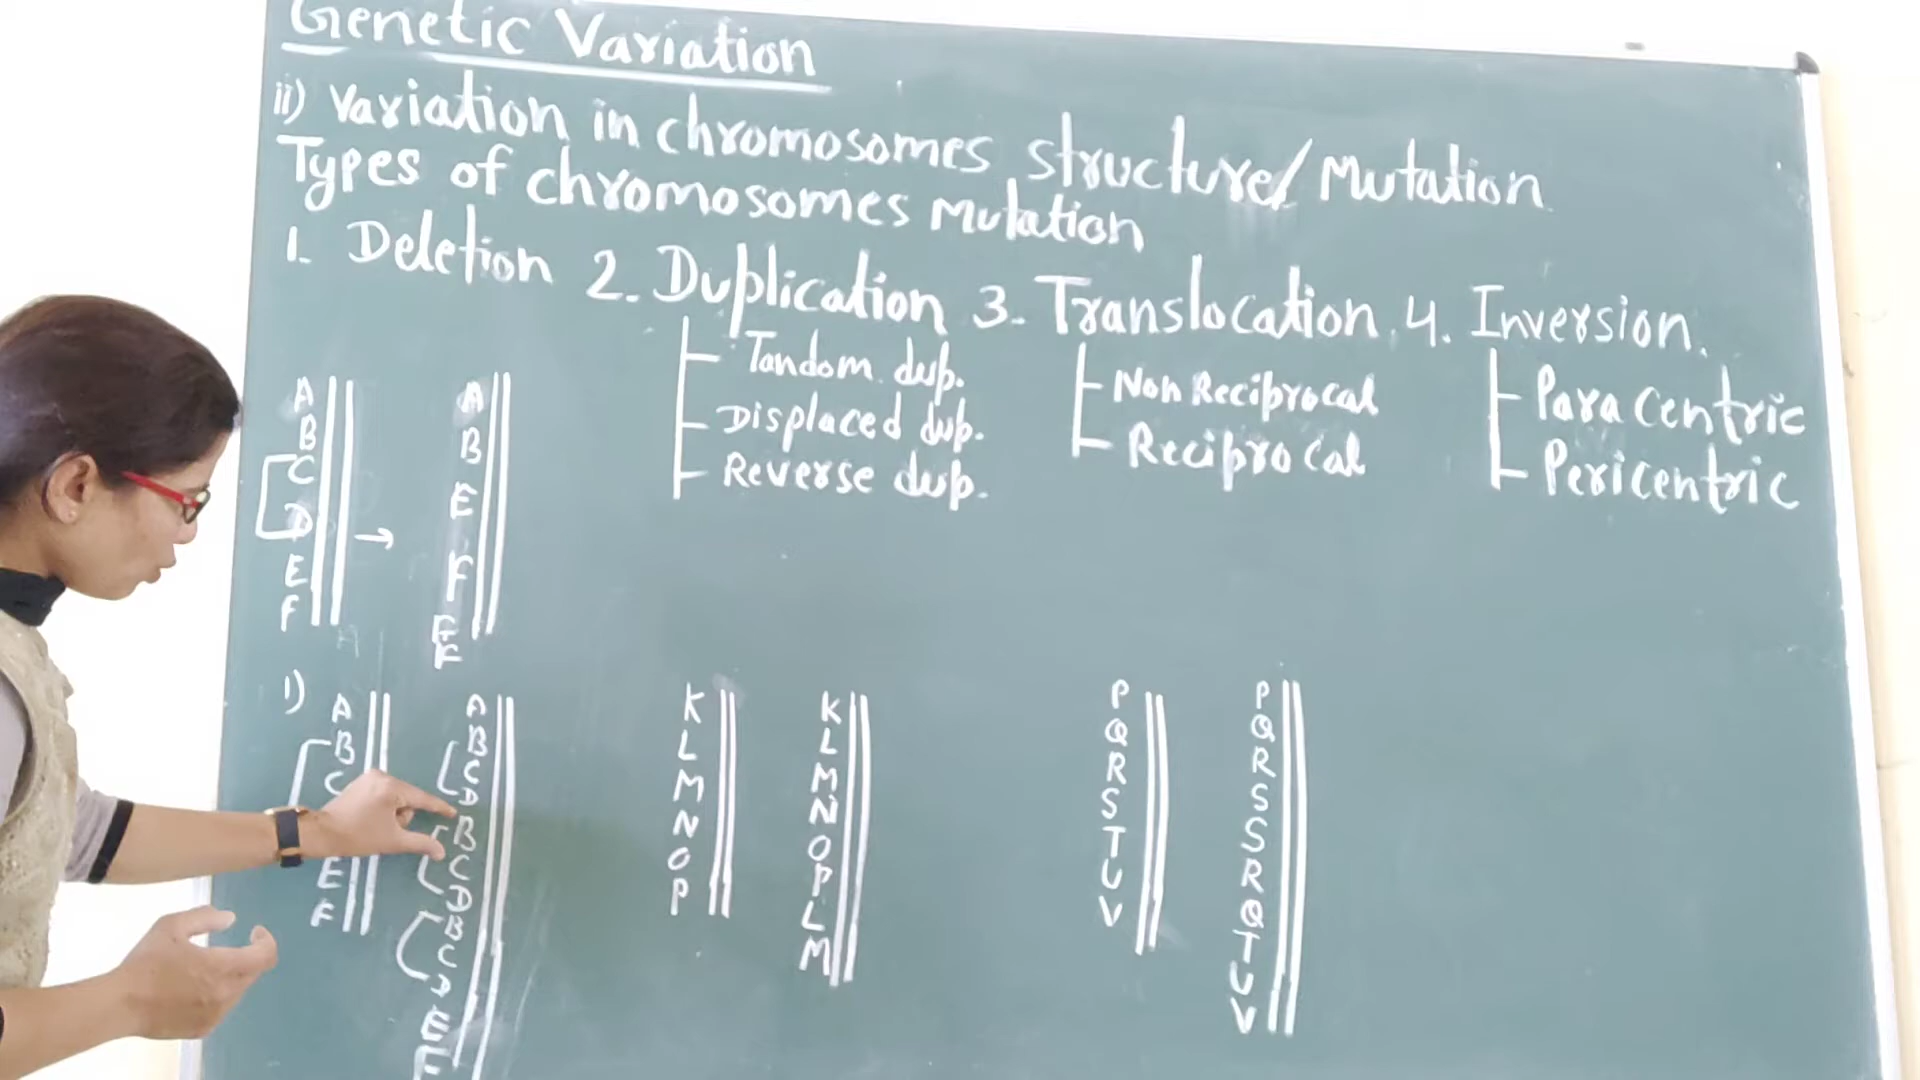 Genetic Variation
ii) Variation in chromosomes structure/Mutation
Types of chromosomes Mutation
1. Deletion 2. Duplication 3. Translocation 4. Inversion.
Tandom dup.
Displaced dup.
Reverse dup.
Non Reciprocal
Reciprocal
Para Centric
Pericentric
A
B
C
D
E
F
→
A
B
E
F
E
F
A
1)
A
B
C
E
F
A
B
C
D
B
C
D
B
C
D
E
F
K
L
M
N
O
P
K
L
M
N
O
P
L
M
P
Q
R
S
T
U
V
P
Q
R
S
S
R
Q
T
U
V